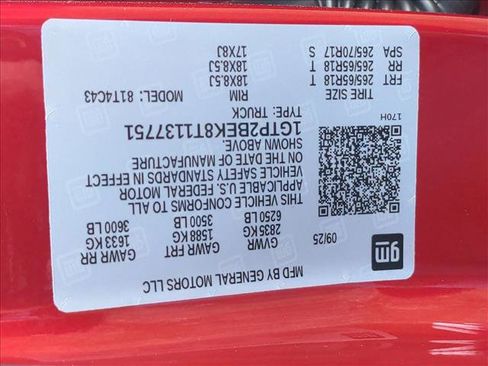 MFD BY GENERAL MOTORS LLC
gm
09/25
GVWR GAWR FRT GAWR RR
2835 KG 1588 KG 1633 KG
6250 LB 3500 LB 3600 LB
THIS VEHICLE CONFORMS TO ALL
APPLICABLE U.S. FEDERAL MOTOR
VEHICLE SAFETY STANDARDS IN EFFECT
ON THE DATE OF MANUFACTURE
SHOWN ABOVE.
1GTP2BEK8T1137751
TYPE: TRUCK MODEL: 81T4C43
170H
TIRE SIZE RIM
FRT 265/65R18 T 18X8.5J
RR 265/65R18 T 18X8.5J
SPA 265/70R17 S 17X8J